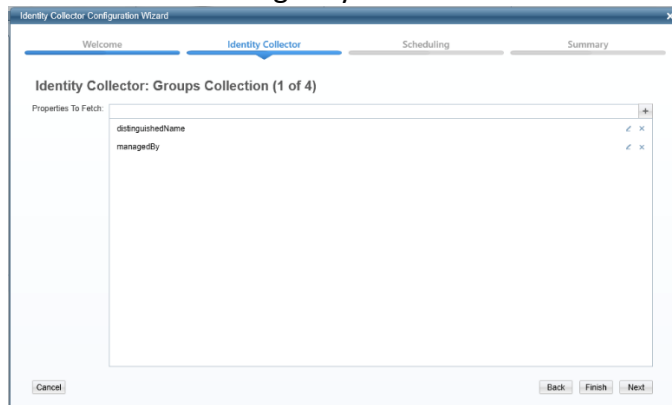 Identity Collector Configuration Wizard
Welcome Identity Collector Scheduling Summary
Identity Collector: Groups Collection (1 of 4)
Properties To Fetch:
distinguishedName
managedBy
Cancel Back Finish Next